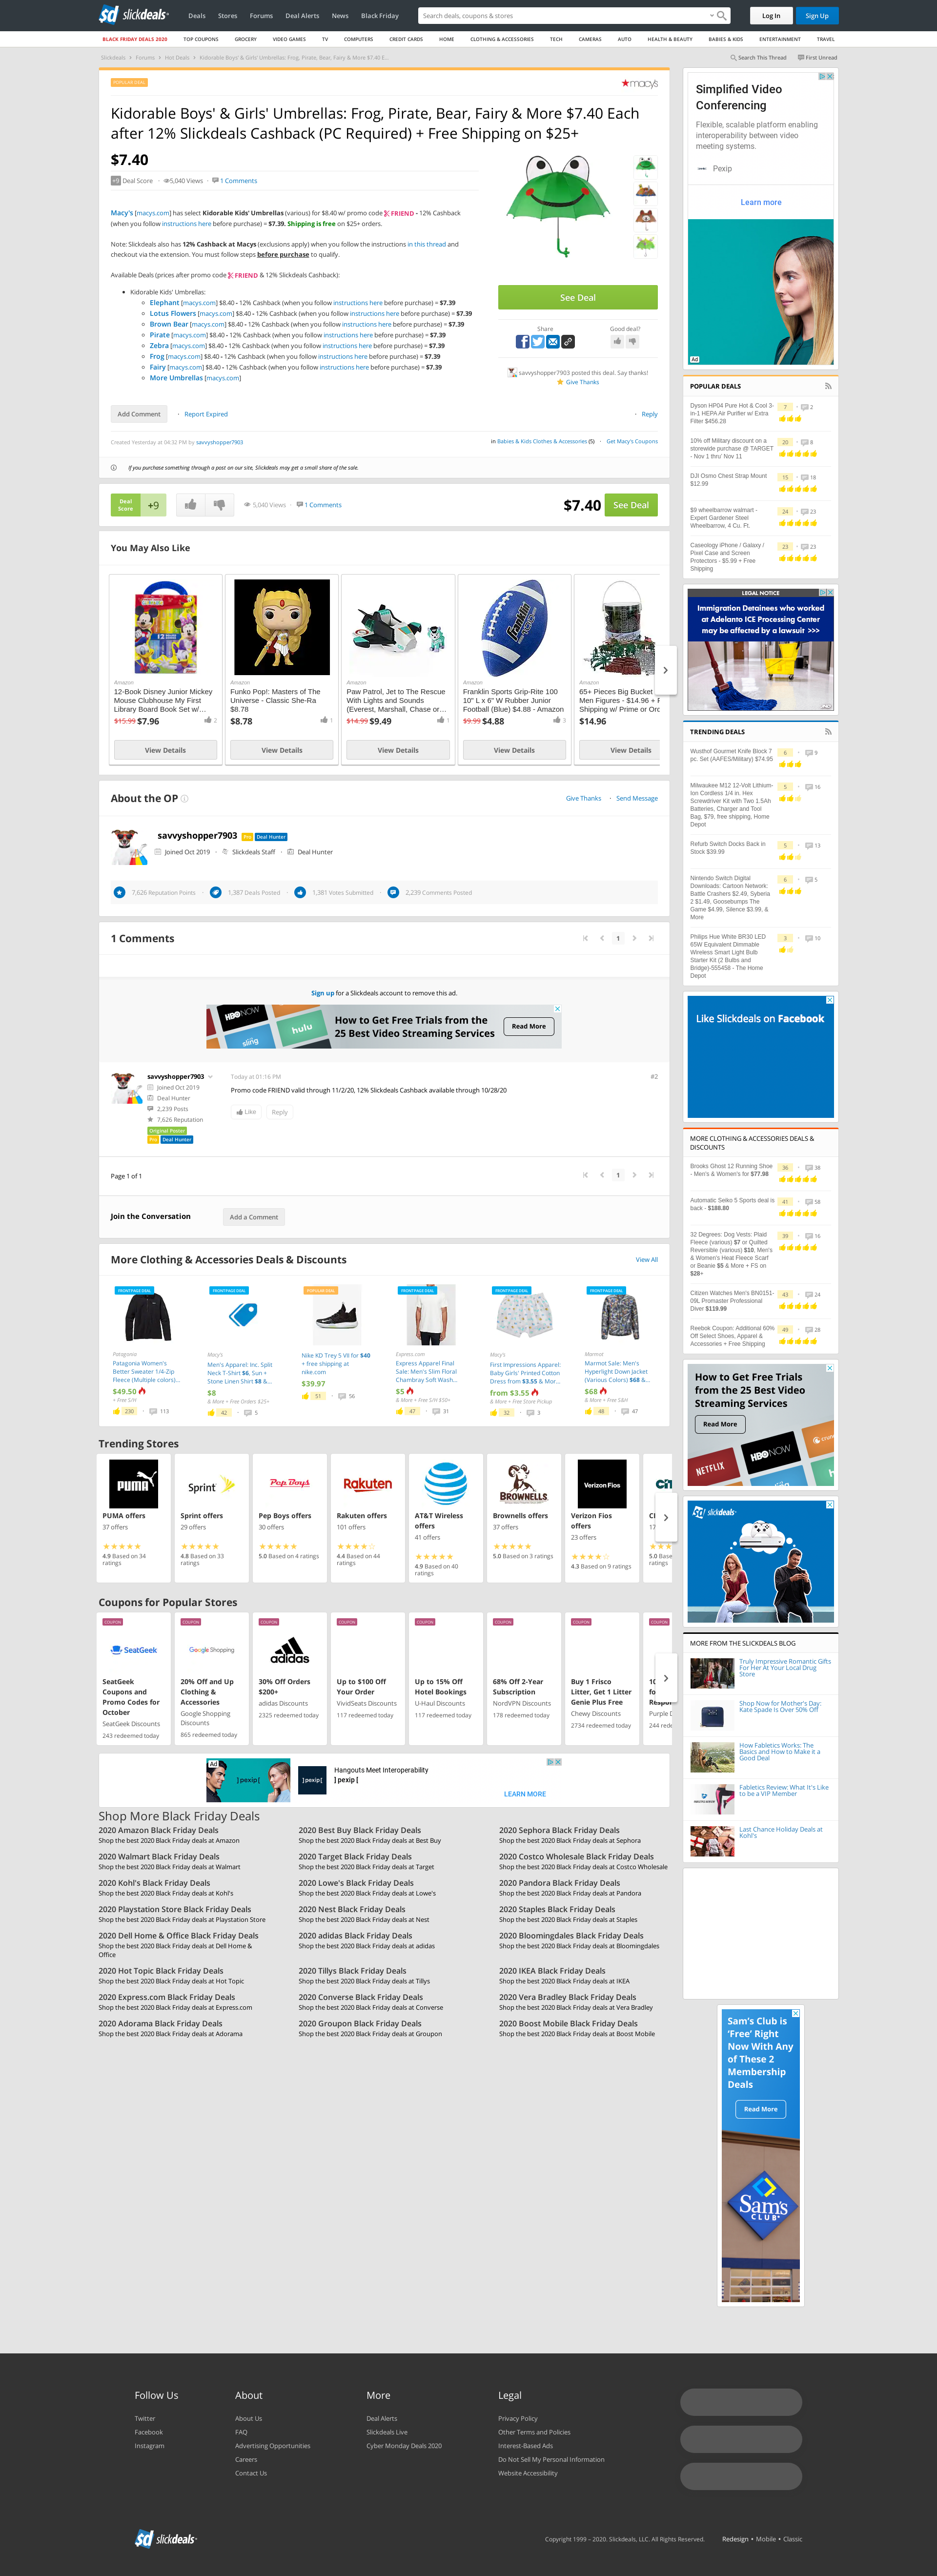 slickdeals
Deals Stores Forums Deal Alerts News Black Friday
Search deals, coupons & stores
Log In
Sign Up
BLACK FRIDAY DEALS 2020 TOP COUPONS GROCERY VIDEO GAMES TV COMPUTERS CREDIT CARDS HOME CLOTHING & ACCESSORIES TECH CAMERAS AUTO HEALTH & BEAUTY BABIES & KIDS ENTERTAINMENT TRAVEL
Slickdeals › Forums › Hot Deals › Kidorable Boys' & Girls' Umbrellas: Frog, Pirate, Bear, Fairy & More $7.40 E...
Search This Thread First Unread
POPULAR DEAL
macys
Kidorable Boys' & Girls' Umbrellas: Frog, Pirate, Bear, Fairy & More $7.40 Each
after 12% Slickdeals Cashback (PC Required) + Free Shipping on $25+
$7.40
+9 Deal Score 5,040 Views 1 Comments
Macy's [macys.com] has select Kidorable Kids' Umbrellas (various) for $8.40 w/ promo code FRIEND - 12% Cashback
(when you follow instructions here before purchase) = $7.39. Shipping is free on $25+ orders.
Note: Slickdeals also has 12% Cashback at Macys (exclusions apply) when you follow the instructions in this thread and
checkout via the extension. You must follow steps before purchase to qualify.
Available Deals (prices after promo code FRIEND & 12% Slickdeals Cashback):
Kidorable Kids' Umbrellas:
Elephant [macys.com] $8.40 - 12% Cashback (when you follow instructions here before purchase) = $7.39
Lotus Flowers [macys.com] $8.40 - 12% Cashback (when you follow instructions here before purchase) = $7.39
Brown Bear [macys.com] $8.40 - 12% Cashback (when you follow instructions here before purchase) = $7.39
Pirate [macys.com] $8.40 - 12% Cashback (when you follow instructions here before purchase) = $7.39
Zebra [macys.com] $8.40 - 12% Cashback (when you follow instructions here before purchase) = $7.39
Frog [macys.com] $8.40 - 12% Cashback (when you follow instructions here before purchase) = $7.39
Fairy [macys.com] $8.40 - 12% Cashback (when you follow instructions here before purchase) = $7.39
More Umbrellas [macys.com]
See Deal
Share Good deal?
savvyshopper7903 posted this deal. Say thanks!
Give Thanks
Add Comment Report Expired Reply
Created Yesterday at 04:32 PM by savvyshopper7903
in Babies & Kids Clothes & Accessories (5) Get Macy's Coupons
If you purchase something through a post on our site, Slickdeals may get a small share of the sale.
Deal Score +9 5,040 Views 1 Comments $7.40 See Deal
You May Also Like
Amazon
12-Book Disney Junior Mickey
Mouse Clubhouse My First
Library Board Book Set w/...
$15.99 $7.96 2
View Details
Amazon
Funko Pop!: Masters of The
Universe - Classic She-Ra
$8.78
$8.78 1
View Details
Amazon
Paw Patrol, Jet to The Rescue
With Lights and Sounds
(Everest, Marshall, Chase or...
$14.99 $9.49 1
View Details
Amazon
Franklin Sports Grip-Rite 100
10" L x 6" W Rubber Junior
Football (Blue) $4.88 - Amazon
$9.99 $4.88 3
View Details
Amazon
65+ Pieces Big Bucket
Men Figures - $14.96 + F
Shipping w/ Prime or Orc
$14.96
View Details
About the OP
Give Thanks Send Message
savvyshopper7903 Pro Deal Hunter
Joined Oct 2019 Slickdeals Staff Deal Hunter
7,626 Reputation Points 1,387 Deals Posted 1,381 Votes Submitted 2,239 Comments Posted
1 Comments
1
Sign up for a Slickdeals account to remove this ad.
HBO NOW hulu sling
How to Get Free Trials from the
25 Best Video Streaming Services
Read More
savvyshopper7903
Joined Oct 2019
Deal Hunter
2,239 Posts
7,626 Reputation
Original Poster
Pro Deal Hunter
Today at 01:16 PM
#2
Promo code FRIEND valid through 11/2/20, 12% Slickdeals Cashback available through 10/28/20
Like Reply
Page 1 of 1
1
Join the Conversation
Add a Comment
More Clothing & Accessories Deals & Discounts
View All
FRONTPAGE DEAL
Patagonia
Patagonia Women's
Better Sweater 1/4-Zip
Fleece (Multiple colors)...
$49.50
+ Free S/H
230 113
FRONTPAGE DEAL
Macy's
Men's Apparel: Inc. Split
Neck T-Shirt $6, Sun +
Stone Linen Shirt $8 &...
$8
& More + Free Orders $25+
42 5
POPULAR DEAL
Nike KD Trey 5 VII for $40
+ free shipping at
nike.com
$39.97
51 56
FRONTPAGE DEAL
Express.com
Express Apparel Final
Sale: Men's Slim Floral
Chambray Soft Wash...
$5
& More + Free S/H $50+
47 31
FRONTPAGE DEAL
Macy's
First Impressions Apparel:
Baby Girls' Printed Cotton
Dress from $3.55 & Mor...
from $3.55
& More + Free Store Pickup
32 3
FRONTPAGE DEAL
Marmot
Marmot Sale: Men's
Hyperlight Down Jacket
(Various Colors) $68 &...
$68
& More + Free S&H
48 47
Trending Stores
PUMA offers
37 offers
4.9 Based on 34 ratings
Sprint offers
29 offers
4.8 Based on 33 ratings
Pep Boys offers
30 offers
5.0 Based on 4 ratings
Rakuten offers
101 offers
4.4 Based on 44 ratings
AT&T Wireless offers
41 offers
4.9 Based on 40 ratings
Brownells offers
37 offers
5.0 Based on 3 ratings
Verizon Fios offers
23 offers
4.3 Based on 9 ratings
Coupons for Popular Stores
COUPON
SeatGeek
SeatGeek Coupons and Promo Codes for October
SeatGeek Discounts
243 redeemed today
COUPON
Google Shopping
20% Off and Up Clothing & Accessories
Google Shopping Discounts
865 redeemed today
COUPON
adidas
30% Off Orders $200+
adidas Discounts
2325 redeemed today
COUPON
Up to $100 Off Your Order
VividSeats Discounts
117 redeemed today
COUPON
Up to 15% Off Hotel Bookings
U-Haul Discounts
117 redeemed today
COUPON
68% Off 2-Year Subscription
NordVPN Discounts
178 redeemed today
COUPON
Buy 1 Frisco Litter, Get 1 Litter Genie Plus Free
Chewy Discounts
2734 redeemed today
COUPON
Ad
]pexip[
Hangouts Meet Interoperability
] pexip [
LEARN MORE
Shop More Black Friday Deals
2020 Amazon Black Friday Deals
Shop the best 2020 Black Friday deals at Amazon
2020 Best Buy Black Friday Deals
Shop the best 2020 Black Friday deals at Best Buy
2020 Sephora Black Friday Deals
Shop the best 2020 Black Friday deals at Sephora
2020 Walmart Black Friday Deals
Shop the best 2020 Black Friday deals at Walmart
2020 Target Black Friday Deals
Shop the best 2020 Black Friday deals at Target
2020 Costco Wholesale Black Friday Deals
Shop the best 2020 Black Friday deals at Costco Wholesale
2020 Kohl's Black Friday Deals
Shop the best 2020 Black Friday deals at Kohl's
2020 Lowe's Black Friday Deals
Shop the best 2020 Black Friday deals at Lowe's
2020 Pandora Black Friday Deals
Shop the best 2020 Black Friday deals at Pandora
2020 Playstation Store Black Friday Deals
Shop the best 2020 Black Friday deals at Playstation Store
2020 Nest Black Friday Deals
Shop the best 2020 Black Friday deals at Nest
2020 Staples Black Friday Deals
Shop the best 2020 Black Friday deals at Staples
2020 Dell Home & Office Black Friday Deals
Shop the best 2020 Black Friday deals at Dell Home &
Office
2020 adidas Black Friday Deals
Shop the best 2020 Black Friday deals at adidas
2020 Bloomingdales Black Friday Deals
Shop the best 2020 Black Friday deals at Bloomingdales
2020 Hot Topic Black Friday Deals
Shop the best 2020 Black Friday deals at Hot Topic
2020 Tillys Black Friday Deals
Shop the best 2020 Black Friday deals at Tillys
2020 IKEA Black Friday Deals
Shop the best 2020 Black Friday deals at IKEA
2020 Express.com Black Friday Deals
Shop the best 2020 Black Friday deals at Express.com
2020 Converse Black Friday Deals
Shop the best 2020 Black Friday deals at Converse
2020 Vera Bradley Black Friday Deals
Shop the best 2020 Black Friday deals at Vera Bradley
2020 Adorama Black Friday Deals
Shop the best 2020 Black Friday deals at Adorama
2020 Groupon Black Friday Deals
Shop the best 2020 Black Friday deals at Groupon
2020 Boost Mobile Black Friday Deals
Shop the best 2020 Black Friday deals at Boost Mobile
Simplified Video
Conferencing
Flexible, scalable platform enabling
interoperability between video
meeting systems.
Pexip
Learn more
Ad
POPULAR DEALS
Dyson HP04 Pure Hot & Cool 3-
in-1 HEPA Air Purifier w/ Extra
Filter $456.28
7 2
10% off Military discount on a
storewide purchase @ TARGET
- Nov 1 thru' Nov 11
20 8
DJI Osmo Chest Strap Mount
$12.99
15 18
$9 wheelbarrow walmart -
Expert Gardener Steel
Wheelbarrow, 4 Cu. Ft.
24 23
Caseology iPhone / Galaxy /
Pixel Case and Screen
Protectors - $5.99 + Free
Shipping
23 23
LEGAL NOTICE
Immigration Detainees who worked
at Adelanto ICE Processing Center
may be affected by a lawsuit >>>
TRENDING DEALS
Wusthof Gourmet Knife Block 7
pc. Set (AAFES/Military) $74.95
6 9
Milwaukee M12 12-Volt Lithium-
Ion Cordless 1/4 in. Hex
Screwdriver Kit with Two 1.5Ah
Batteries, Charger and Tool
Bag, $79, free shipping, Home
Depot
5 16
Refurb Switch Docks Back in
Stock $39.99
5 13
Nintendo Switch Digital
Downloads: Cartoon Network:
Battle Crashers $2.49, Syberia
2 $1.49, Goosebumps The
Game $4.99, Silence $3.99, &
More
6 5
Philips Hue White BR30 LED
65W Equivalent Dimmable
Wireless Smart Light Bulb
Starter Kit (2 Bulbs and
Bridge)-555458 - The Home
Depot
3 10
Like Slickdeals on Facebook
MORE CLOTHING & ACCESSORIES DEALS &
DISCOUNTS
Brooks Ghost 12 Running Shoe
- Men's & Women's for $77.98
36 38
Automatic Seiko 5 Sports deal is
back - $188.80
41 58
32 Degrees: Dog Vests: Plaid
Fleece (various) $7 or Quilted
Reversible (various) $10, Men's
& Women's Heat Fleece Scarf
or Beanie $5 & More + FS on
$28+
39 16
Citizen Watches Men's BN0151-
09L Promaster Professional
Diver $119.99
43 24
Reebok Coupon: Additional 60%
Off Select Shoes, Apparel &
Accessories + Free Shipping
49 28
How to Get Free Trials
from the 25 Best Video
Streaming Services
Read More
NETFLIX HBO NOW
slickdeals
MORE FROM THE SLICKDEALS BLOG
Truly Impressive Romantic Gifts
For Her At Your Local Drug
Store
Shop Now for Mother's Day:
Kate Spade Is Over 50% Off
How Fabletics Works: The
Basics and How to Make it a
Good Deal
Fabletics Review: What It's Like
to be a VIP Member
Last Chance Holiday Deals at
Kohl's
Sam's Club is
'Free' Right
Now With Any
of These 2
Membership
Deals
Read More
Sam's
CLUB
Follow Us
Twitter
Facebook
Instagram
About
About Us
FAQ
Advertising Opportunities
Careers
Contact Us
More
Deal Alerts
Slickdeals Live
Cyber Monday Deals 2020
Legal
Privacy Policy
Other Terms and Policies
Interest-Based Ads
Do Not Sell My Personal Information
Website Accessibility
slickdeals
Copyright 1999 - 2020. Slickdeals, LLC. All Rights Reserved. Redesign • Mobile • Classic